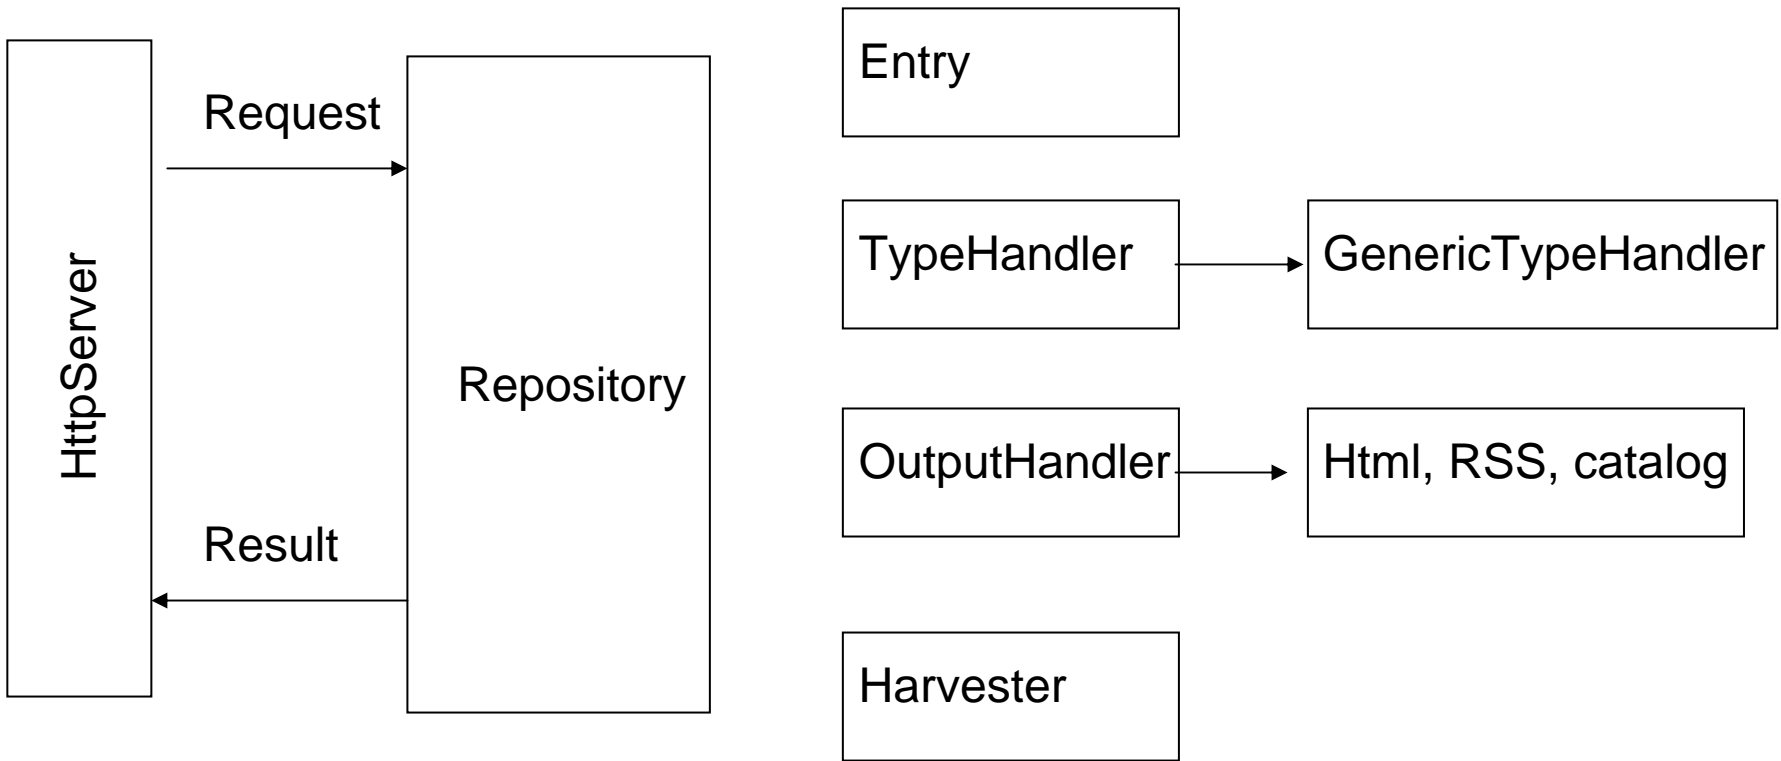 HttpServer
Request
Result
Repository
Entry
TypeHandler
GenericTypeHandler
OutputHandler
Html, RSS, catalog
Harvester